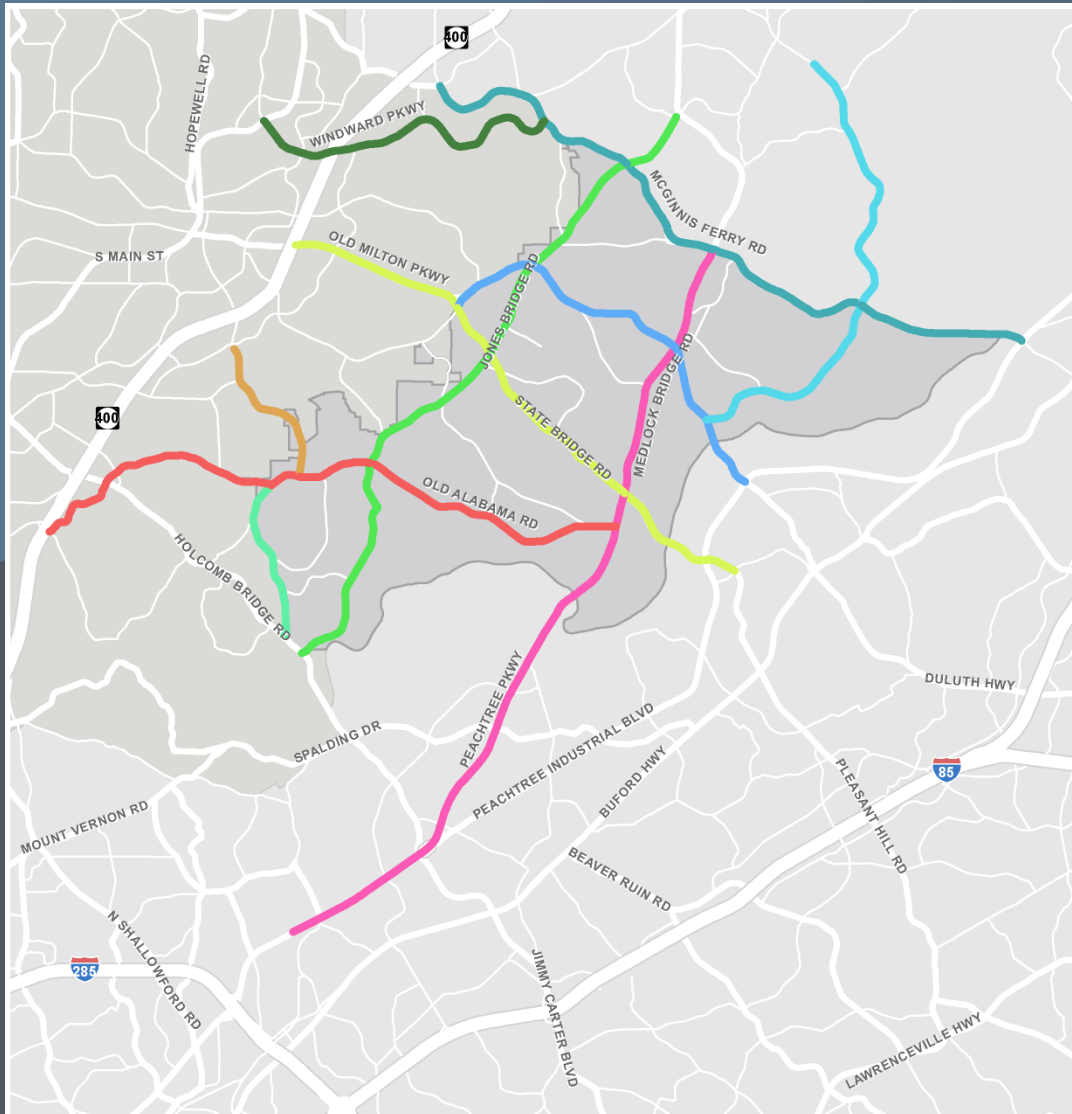 400
HOPEWELL RD
WINDWARD PKWY
MCGINNIS FERRY RD
S MAIN ST
OLD MILTON PKWY
JONES BRIDGE RD
MEDLOCK BRIDGE RD
400
STATE BRIDGE RD
OLD ALABAMA RD
HOLCOMB BRIDGE RD
DULUTH HWY
PEACHTREE PKWY
SPALDING DR
PEACHTREE INDUSTRIAL BLVD
BUFORD HWY
85
PLEASANT HILL RD
MOUNT VERNON RD
BEAVER RUIN RD
N SHALLOWFORD RD
285
JIMMY CARTER BLVD
LAWRENCEVILLE HWY